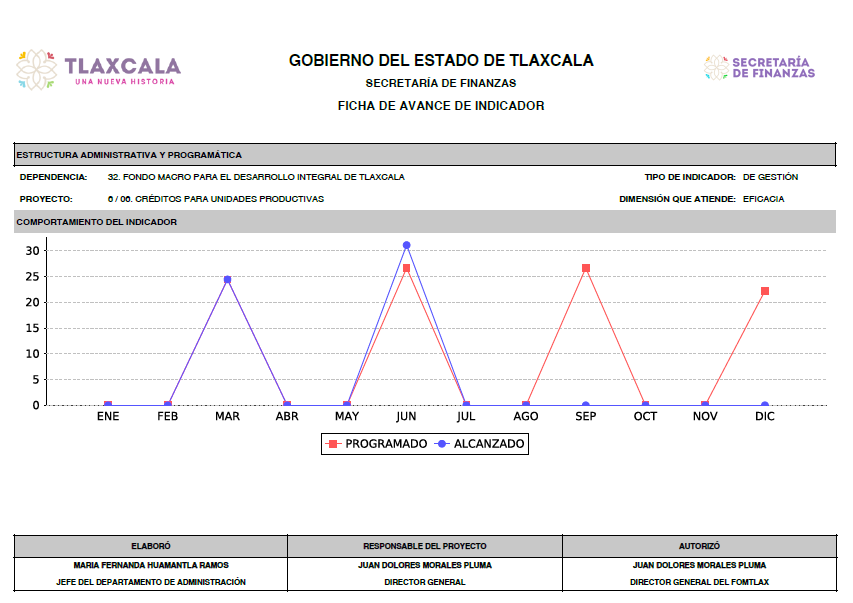 TLAXCALA
UNA NUEVA HISTORIA
GOBIERNO DEL ESTADO DE TLAXCALA
SECRETARÍA DE FINANZAS
FICHA DE AVANCE DE INDICADOR
SECRETARÍA
DE FINANZAS
ESTRUCTURA ADMINISTRATIVA Y PROGRAMÁTICA
DEPENDENCIA: 32. FONDO MACRO PARA EL DESARROLLO INTEGRAL DE TLAXCALA TIPO DE INDICADOR: DE GESTIÓN
PROYECTO: 6 / 06. CRÉDITOS PARA UNIDADES PRODUCTIVAS DIMENSIÓN QUE ATIENDE: EFICACIA
COMPORTAMIENTO DEL INDICADOR
30
25
20
15
10
5
0
ENE FEB MAR ABR MAY JUN JUL AGO SEP OCT NOV DIC
PROGRAMADO ALCANZADO
ELABORÓ RESPONSABLE DEL PROYECTO AUTORIZÓ
MARIA FERNANDA HUAMANTLA RAMOS JUAN DOLORES MORALES PLUMA JUAN DOLORES MORALES PLUMA
JEFE DEL DEPARTAMENTO DE ADMINISTRACIÓN DIRECTOR GENERAL DIRECTOR GENERAL DEL FOMTLAX